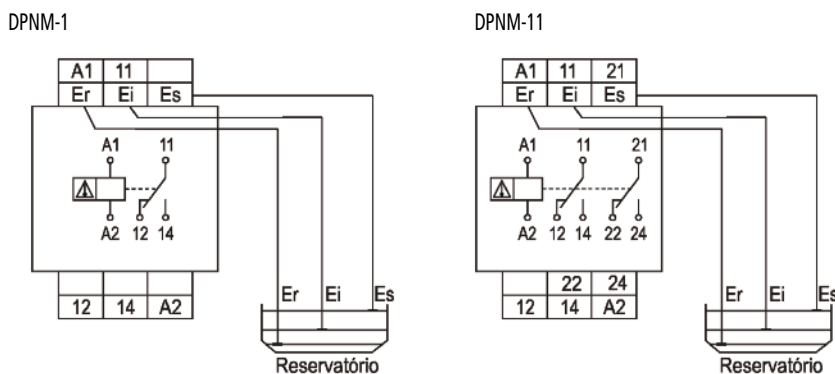 DPNM-1
A1 11
Er Ei Es
A1 11
A2 12 14
12 14 A2
Er Ei Es
Reservatório
DPNM-11
A1 11 21
Er Ei Es
A1 11 21
A2 12 14 22 24
22 24
12 14 A2
Er Ei Es
Reservatório